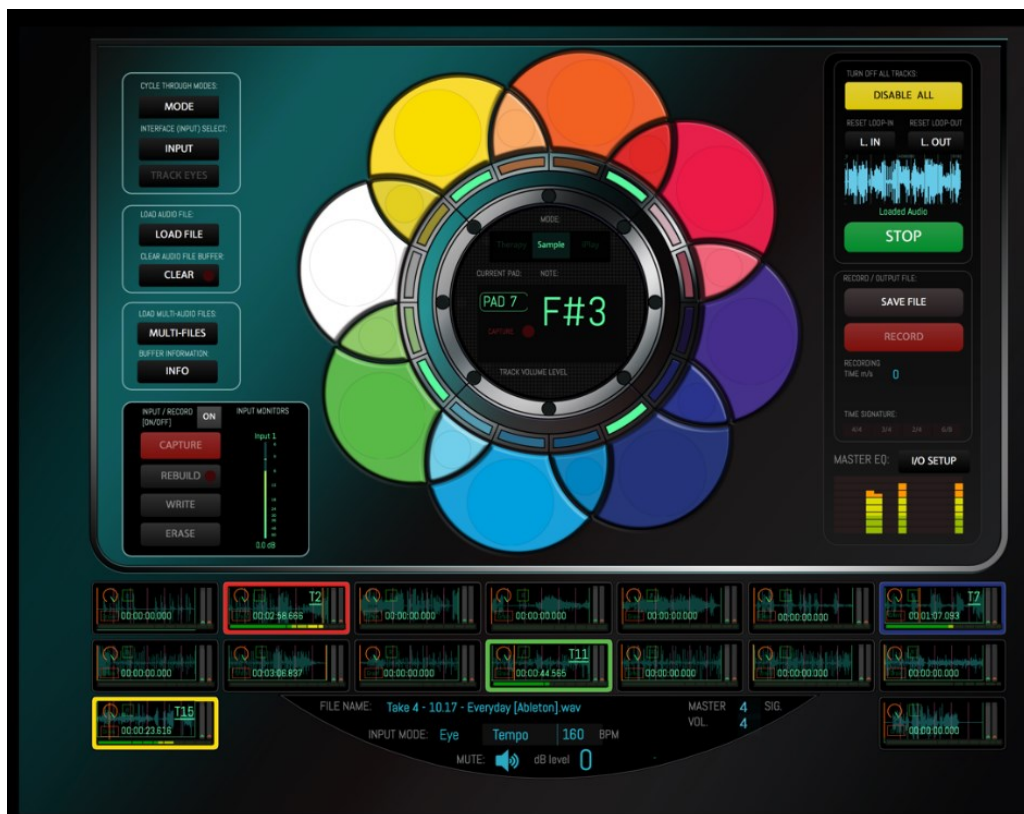 CYCLE THROUGH MODES:
MODE
INTERFACE (INPUT) SELECT:
INPUT
TRACK EYES
LOAD AUDIO FILE:
LOAD FILE
CLEAR AUDIO FILE BUFFER:
CLEAR
LOAD MULTI-AUDIO FILES:
MULTI-FILES
BUFFER INFORMATION:
INFO
INPUT / RECORD
[ON/OFF]
ON
INPUT MONITORS
CAPTURE
REBUILD
WRITE
ERASE
Input 1
0.0 dB
MODE:
Therapy
Sample
iPlay
CURRENT PAD:
NOTE:
PAD 7
F#3
CAPTURE
TRACK VOLUME LEVEL
TURN OFF ALL TRACKS:
DISABLE ALL
RESET LOOP-IN
RESET LOOP-OUT
L. IN
L. OUT
Loaded Audio
STOP
RECORD / OUTPUT FILE:
SAVE FILE
RECORD
RECORDING
TIME m/s
0
TIME SIGNATURE:
4/4 3/4 2/4 6/8
MASTER EQ:
I/O SETUP
00:00:00.000
T2
00:02:58.666
00:00:00.000
00:00:00.000
00:00:00.000
00:00:00.000
T7
00:01:07.093
00:00:00.000
00:03:08.837
00:00:00.000
T11
00:00:44.565
00:00:00.000
00:00:00.000
00:00:00.000
T15
00:00:23.616
00:00:00.000
FILE NAME: Take 4 - 10.17 - Everyday [Ableton].wav
MASTER 4 SIG.
VOL. 4
INPUT MODE: Eye Tempo 160 BPM
MUTE: dB level 0